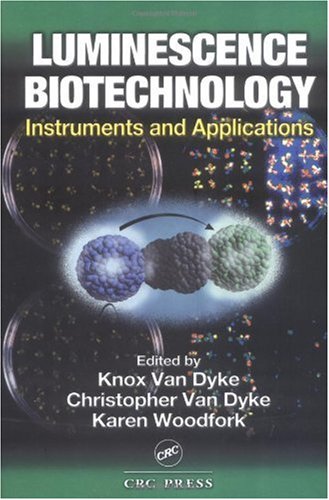 LUMINESCENCE
BIOTECHNOLOGY
Instruments and Applications
Edited by
Knox Van Dyke
Christopher Van Dyke
Karen Woodfork
CRC
CRC PRESS